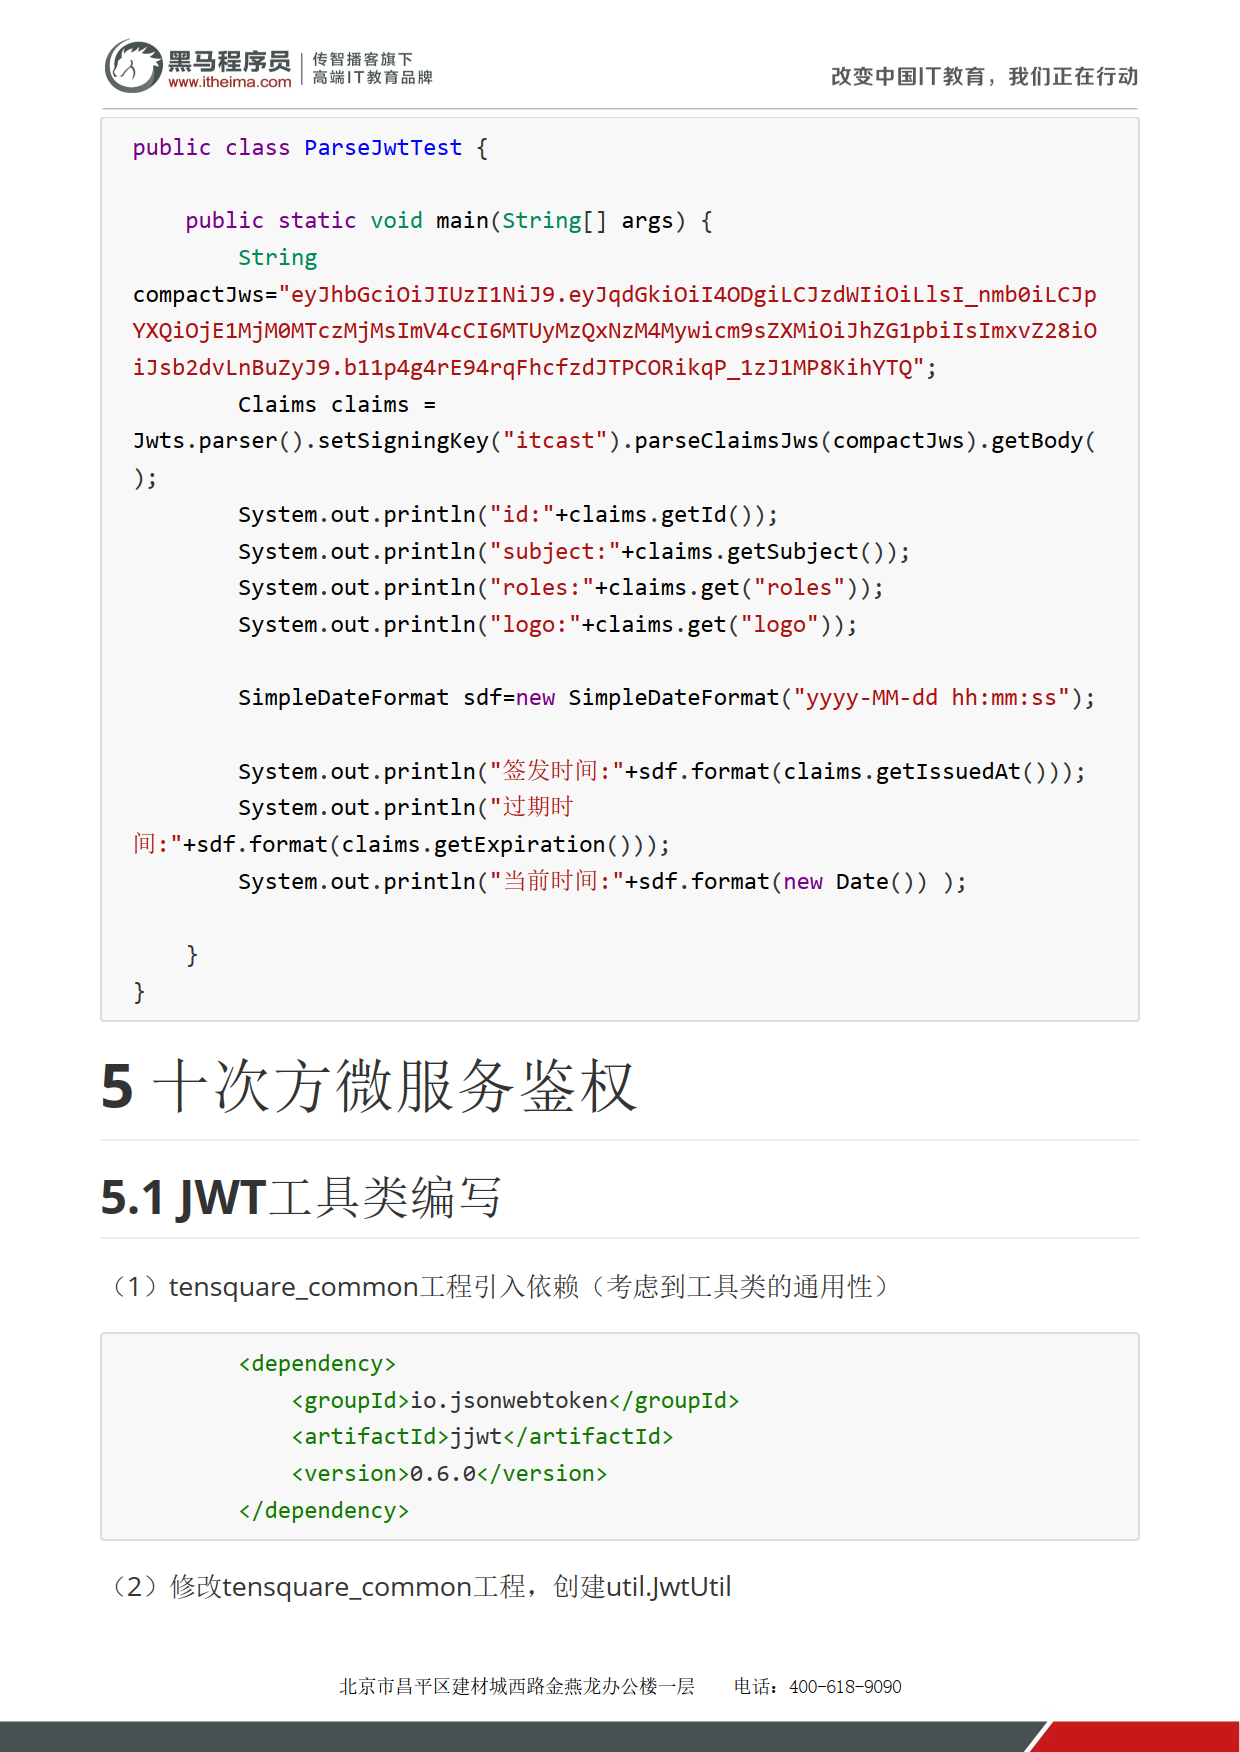 黑马程序员
www.itheima.com
传智播客旗下
高端IT教育品牌
改变中国IT教育，我们正在行动
public class ParseJwtTest {
    public static void main(String[] args) {
        String
compactJws="eyJhbGciOiJIUzI1NiJ9.eyJqdGkiOiI4ODgiLCJzdWIiOiLlsI_nmb0iLCJp
YXQiOjE1MjM0MTczMjMsImV4cCI6MTUyMzQxNzM4Mywicm9sZXMiOiJhZG1pbiIsImxvZ28iO
iJsb2dvLnBuZyJ9.b11p4g4rE94rqFhcfzdJTPCORikqP_1zJ1MP8KihYTQ";
        Claims claims =
Jwts.parser().setSigningKey("itcast").parseClaimsJws(compactJws).getBody(
);
        System.out.println("id:"+claims.getId());
        System.out.println("subject:"+claims.getSubject());
        System.out.println("roles:"+claims.get("roles"));
        System.out.println("logo:"+claims.get("logo"));
        SimpleDateFormat sdf=new SimpleDateFormat("yyyy-MM-dd hh:mm:ss");
        System.out.println("签发时间:"+sdf.format(claims.getIssuedAt()));
        System.out.println("过期时
间:"+sdf.format(claims.getExpiration()));
        System.out.println("当前时间:"+sdf.format(new Date()) );
    }
}
5 十次方微服务鉴权
5.1 JWT工具类编写
（1）tensquare_common工程引入依赖（考虑到工具类的通用性）
        <dependency>
            <groupId>io.jsonwebtoken</groupId>
            <artifactId>jjwt</artifactId>
            <version>0.6.0</version>
        </dependency>
（2）修改tensquare_common工程，创建util.JwtUtil
北京市昌平区建材城西路金燕龙办公楼一层 电话：400-618-9090